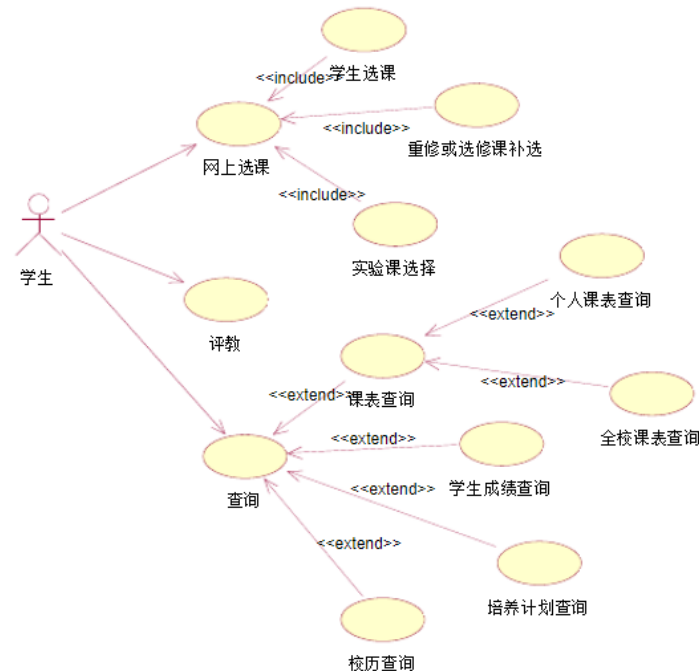 <<include>>
学生选课
<<include>>
重修或选修课补选
网上选课
<<include>>
实验课选择
学生
个人课表查询
<<extend>>
评教
<<extend>>
<<extend>>
课表查询
全校课表查询
<<extend>>
学生成绩查询
查询
<<extend>>
<<extend>>
培养计划查询
校历查询